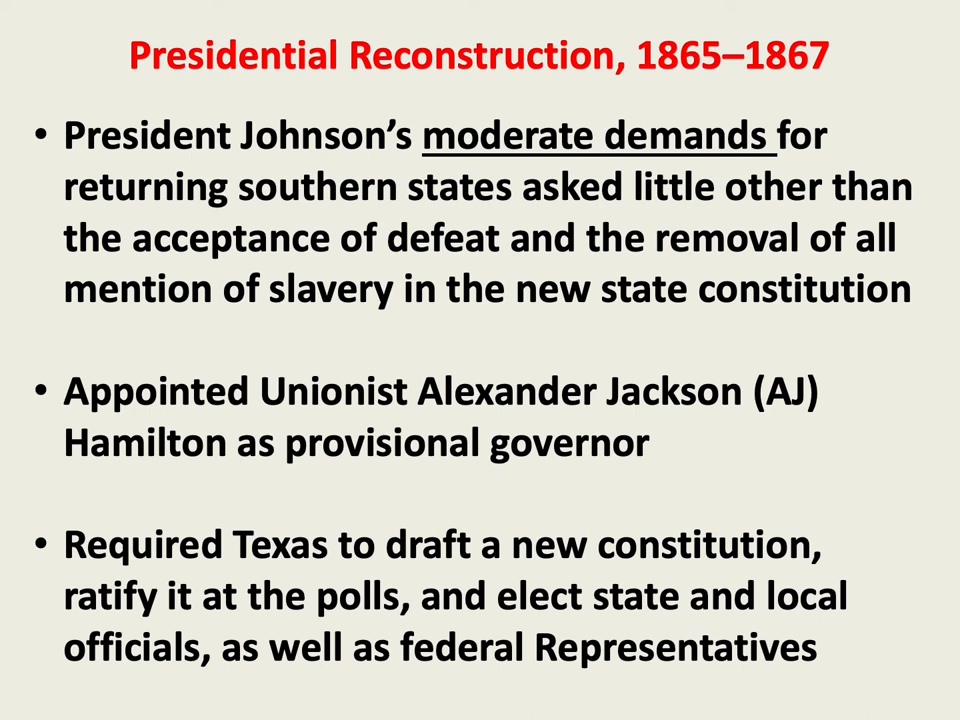 Presidential Reconstruction, 1865–1867
• President Johnson’s moderate demands for
returning southern states asked little other than
the acceptance of defeat and the removal of all
mention of slavery in the new state constitution
• Appointed Unionist Alexander Jackson (AJ)
Hamilton as provisional governor
• Required Texas to draft a new constitution,
ratify it at the polls, and elect state and local
officials, as well as federal Representatives